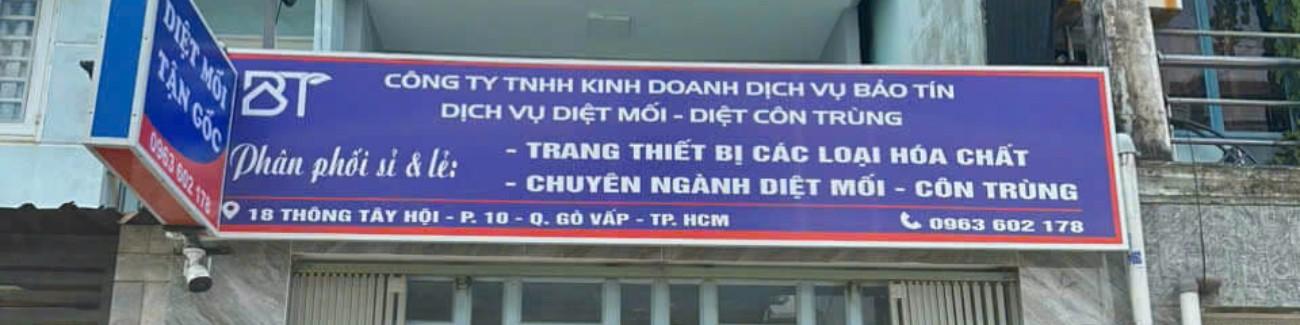 DIỆT MỐI
TẬN GỐC
0963 602 178
BT
CÔNG TY TNHH KINH DOANH DỊCH VỤ BẢO TÍN
DỊCH VỤ DIỆT MỐI - DIỆT CÔN TRÙNG
Phân phối sỉ & lẻ:
- TRANG THIẾT BỊ CÁC LOẠI HÓA CHẤT
- CHUYÊN NGÀNH DIỆT MỐI - CÔN TRÙNG
18 THÔNG TÂY HỘI - P. 10 - Q. GÒ VẤP - TP. HCM
0963 602 178